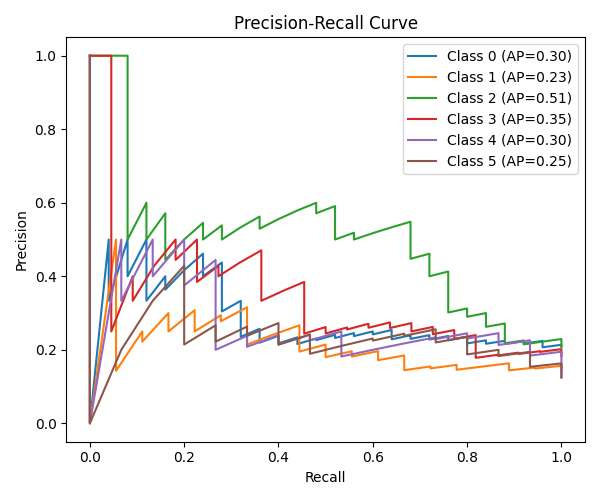 Precision-Recall Curve
Class 0 (AP=0.30)
Class 1 (AP=0.23)
Class 2 (AP=0.51)
Class 3 (AP=0.35)
Class 4 (AP=0.30)
Class 5 (AP=0.25)
Precision
1.0
0.8
0.6
0.4
0.2
0.0
0.0 0.2 0.4 0.6 0.8 1.0
Recall